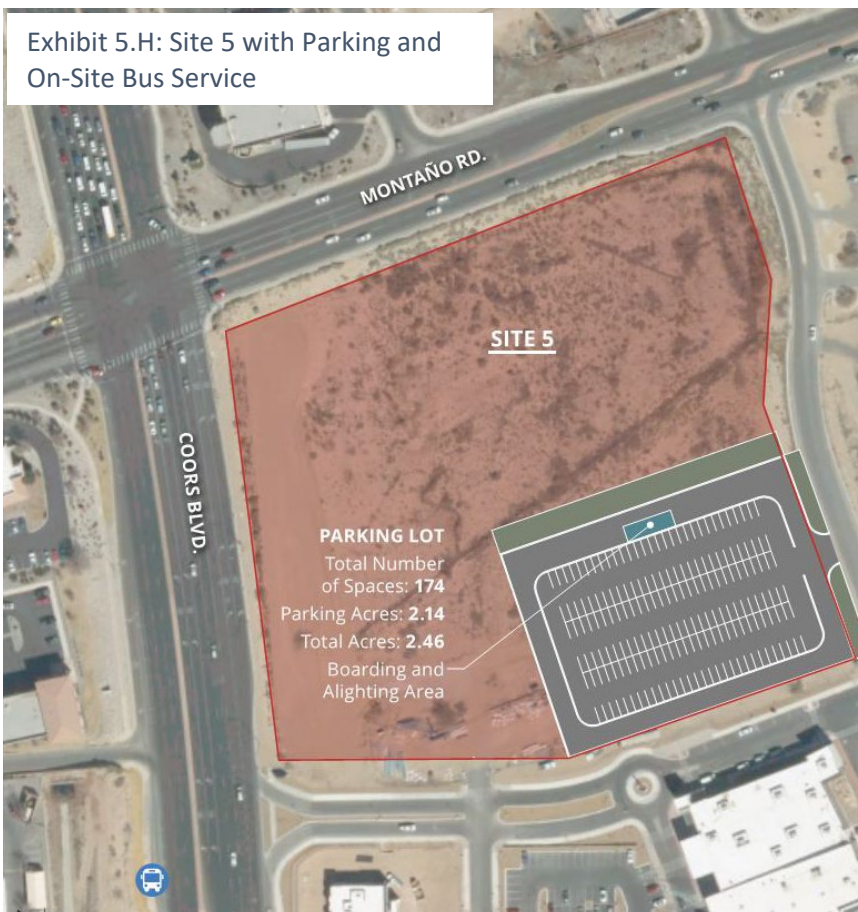 Exhibit 5.H: Site 5 with Parking and
On-Site Bus Service
MONTAÑO RD.
SITE 5
COORS BLVD.
PARKING LOT
Total Number
of Spaces: 174
Parking Acres: 2.14
Total Acres: 2.46
Boarding and
Alighting Area